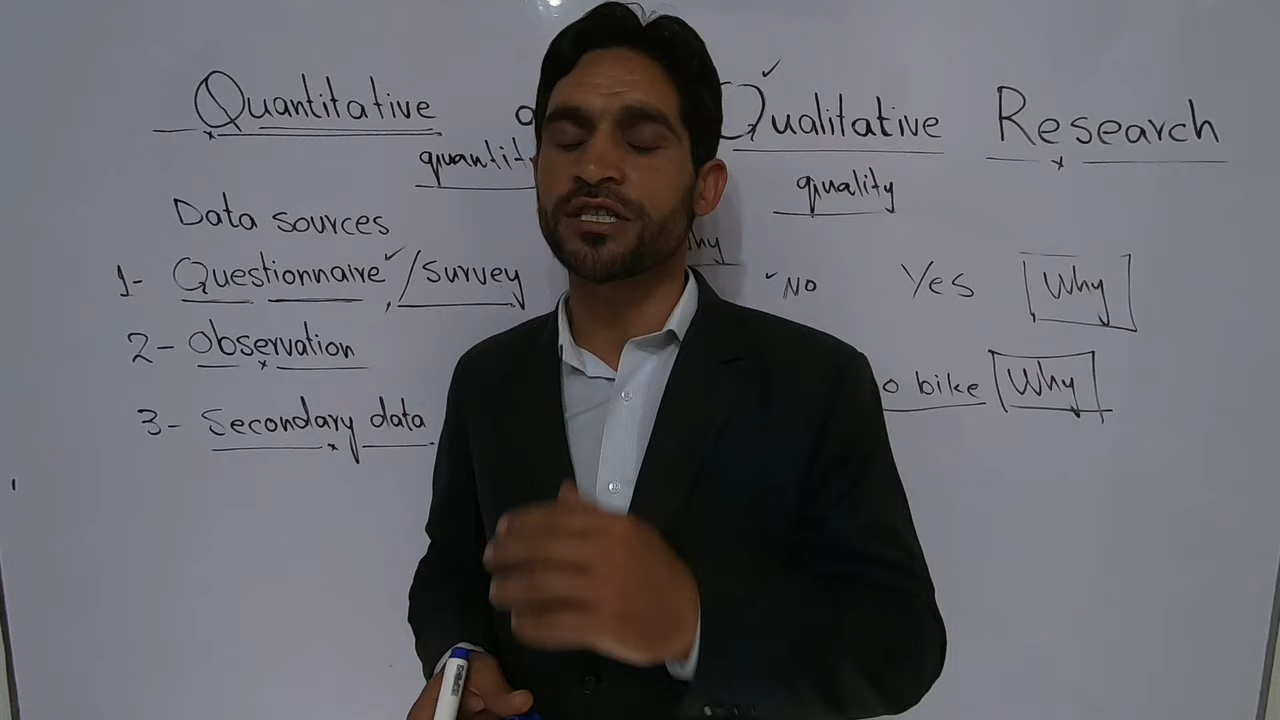 Quantitative Qualitative Research
quality
Data sources
1- Questionnaire / survey
NO Yes Why
2- Observation
bike Why
3- Secondary data